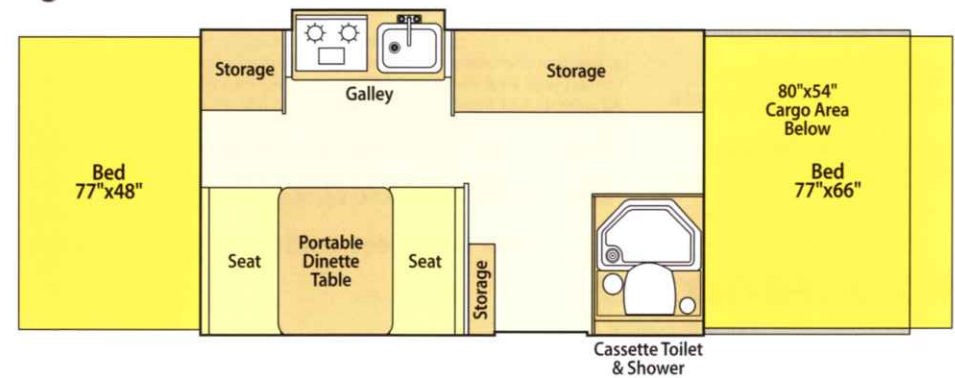 Storage
Galley
Storage
80"x54"
Cargo Area
Below
Bed
77"x48"
Bed
77"x66"
Seat
Portable
Dinette
Table
Seat
Storage
Cassette Toilet
& Shower